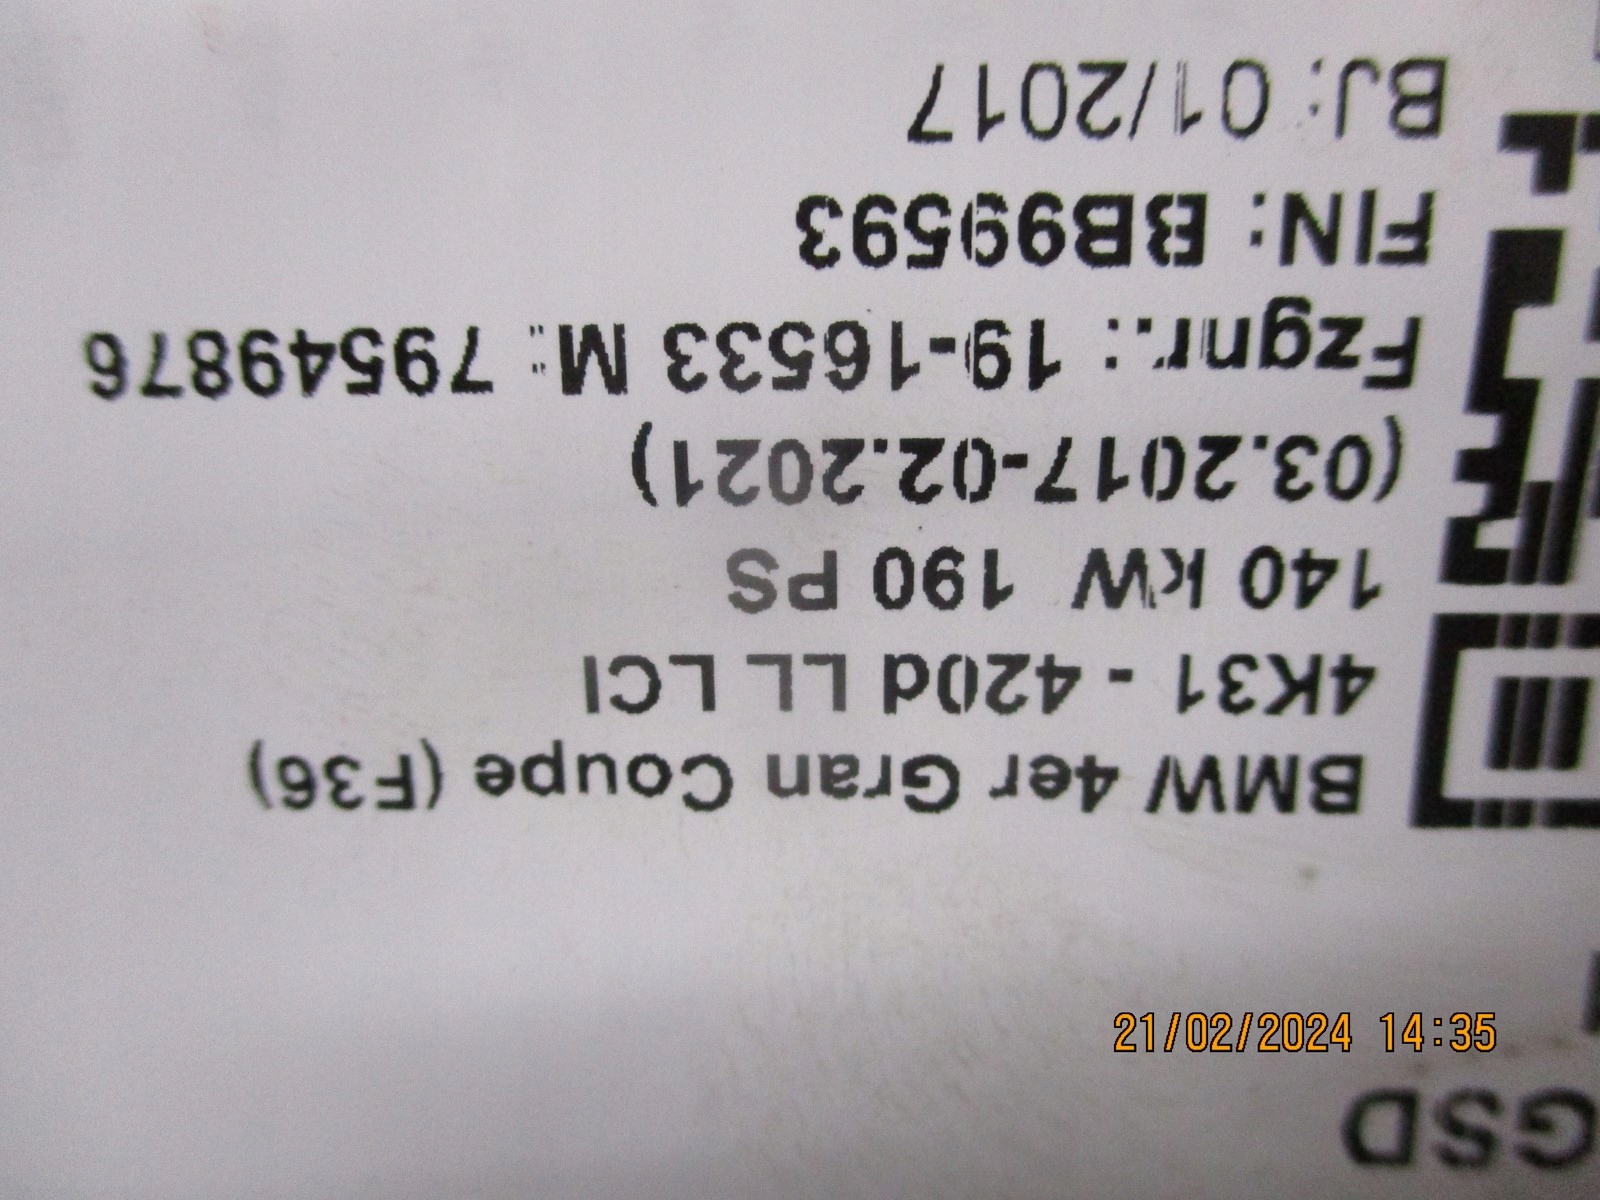 GSD
BMW 4er Gran Coupe (F36)
4K31 - 420d LL LCI
140 kW 190 PS
(03.2017-02.2021)
Fzgnr.: 19-16533 M: 79549876
FIN: BB99593
BJ: 01/2017
21/02/2024 14:35